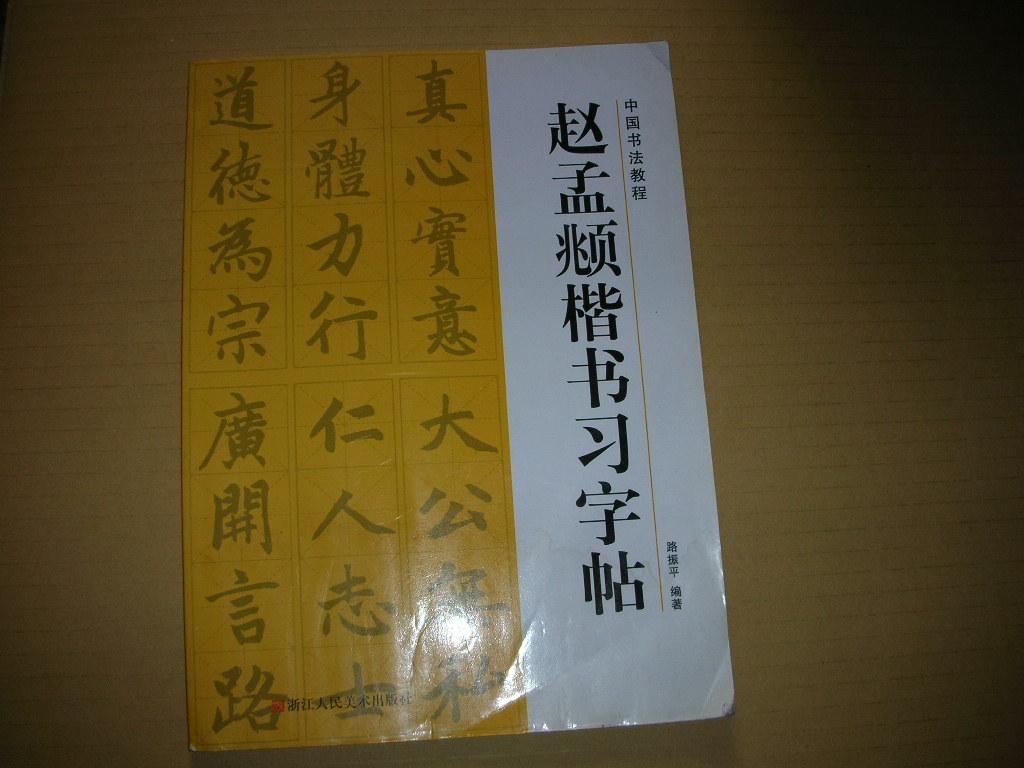 中国书法教程
赵孟頫楷书习字帖
路振平 编著
真心實意
身體力行
道德為宗
大公無私
仁人志士
廣開言路
浙江人民美术出版社